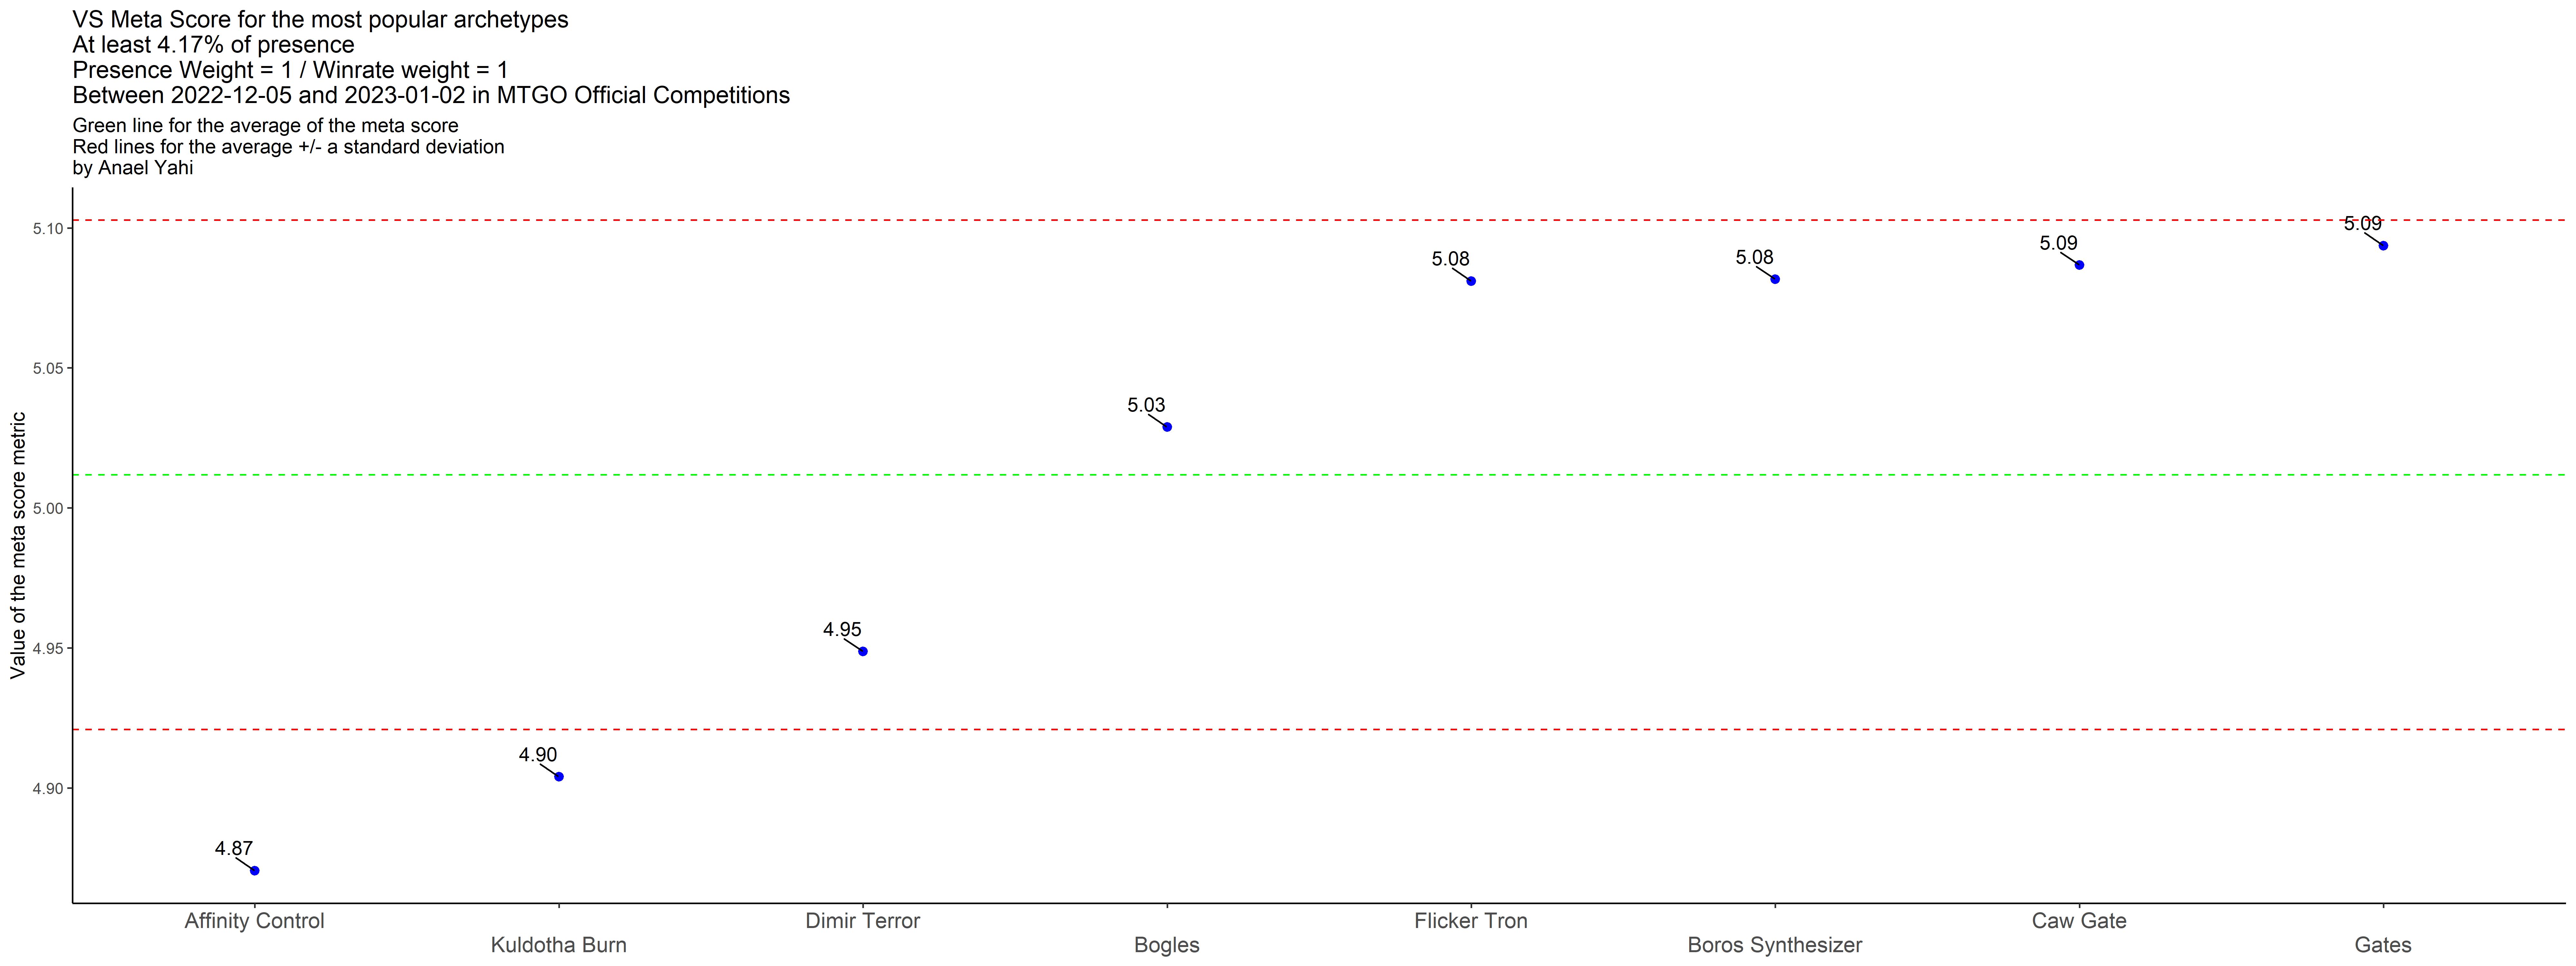 VS Meta Score for the most popular archetypes
At least 4.17% of presence
Presence Weight = 1 / Winrate weight = 1
Between 2022-12-05 and 2023-01-02 in MTGO Official Competitions
Green line for the average of the meta score
Red lines for the average +/- a standard deviation
by Anael Yahi
Value of the meta score metric
5.10
5.05
5.00
4.95
4.90
4.87
4.90
4.95
5.03
5.08
5.08
5.09
5.09
Affinity Control
Kuldotha Burn
Dimir Terror
Bogles
Flicker Tron
Boros Synthesizer
Caw Gate
Gates